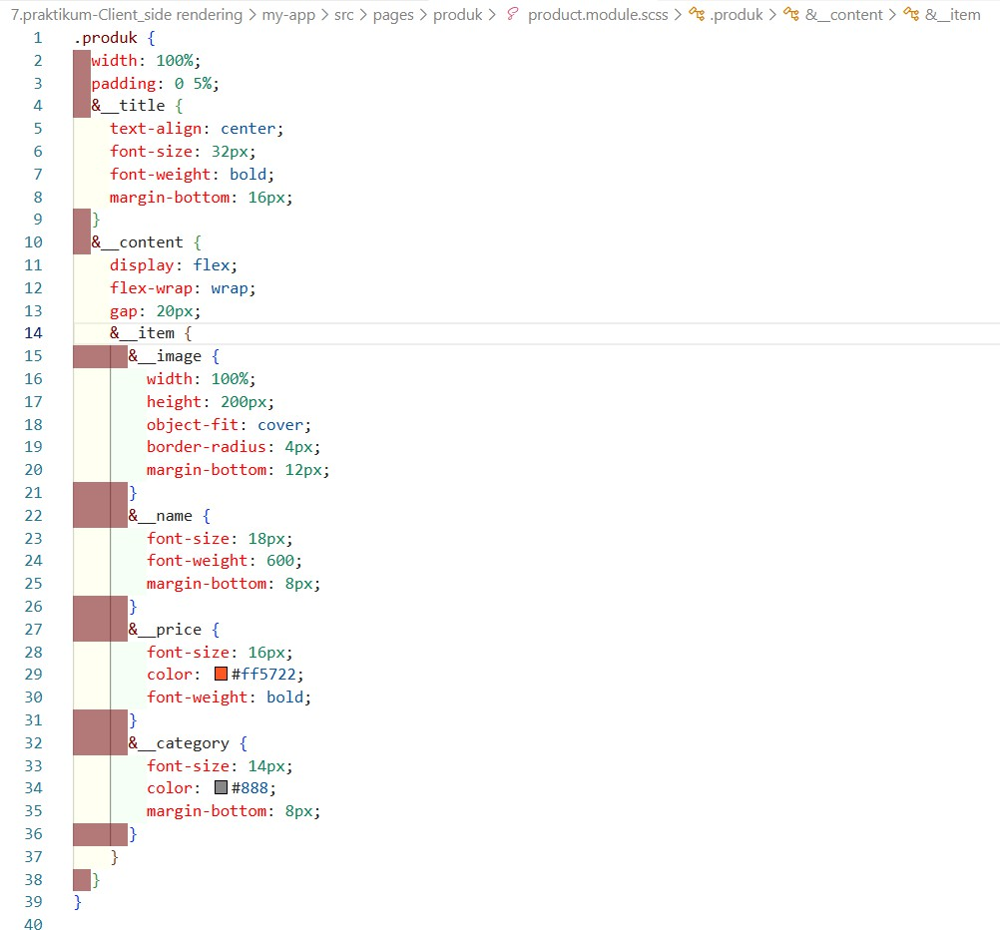 7.praktikum-Client_side rendering > my-app > src > pages > produk > product.module.scss > .produk > &__content > &__item
1 .produk {
2 width: 100%;
3 padding: 0 5%;
4 &__title {
5 text-align: center;
6 font-size: 32px;
7 font-weight: bold;
8 margin-bottom: 16px;
9 }
10 &__content {
11 display: flex;
12 flex-wrap: wrap;
13 gap: 20px;
14 &__item {
15 &__image {
16 width: 100%;
17 height: 200px;
18 object-fit: cover;
19 border-radius: 4px;
20 margin-bottom: 12px;
21 }
22 &__name {
23 font-size: 18px;
24 font-weight: 600;
25 margin-bottom: 8px;
26 }
27 &__price {
28 font-size: 16px;
29 color: #ff5722;
30 font-weight: bold;
31 }
32 &__category {
33 font-size: 14px;
34 color: #888;
35 margin-bottom: 8px;
36 }
37 }
38 }
39 }
40